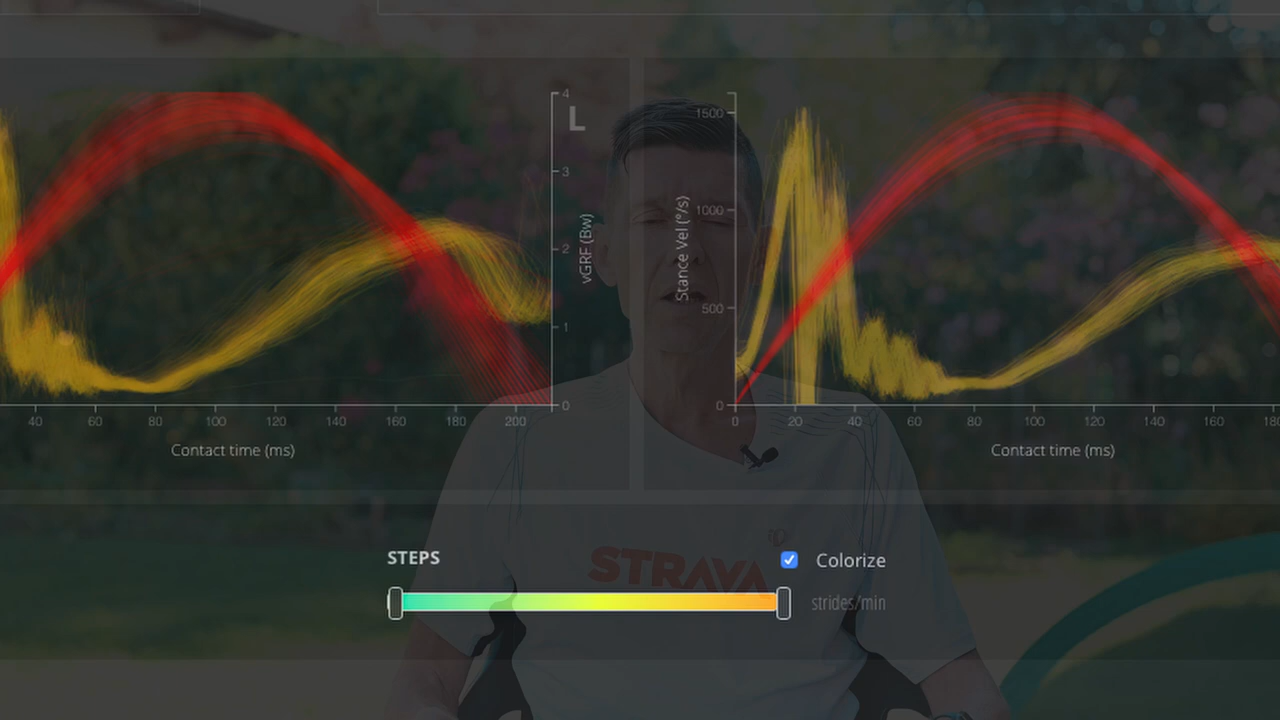 4
L
3
vGRF (Bw)
2
1
0
40 60 80 100 120 140 160 180 200
Contact time (ms)
1500
1000
Stance Vel (°/s)
500
0
0 20 40 60 80 100 120 140 160 180
Contact time (ms)
STEPS
Colorize
strides/min
STRAVA